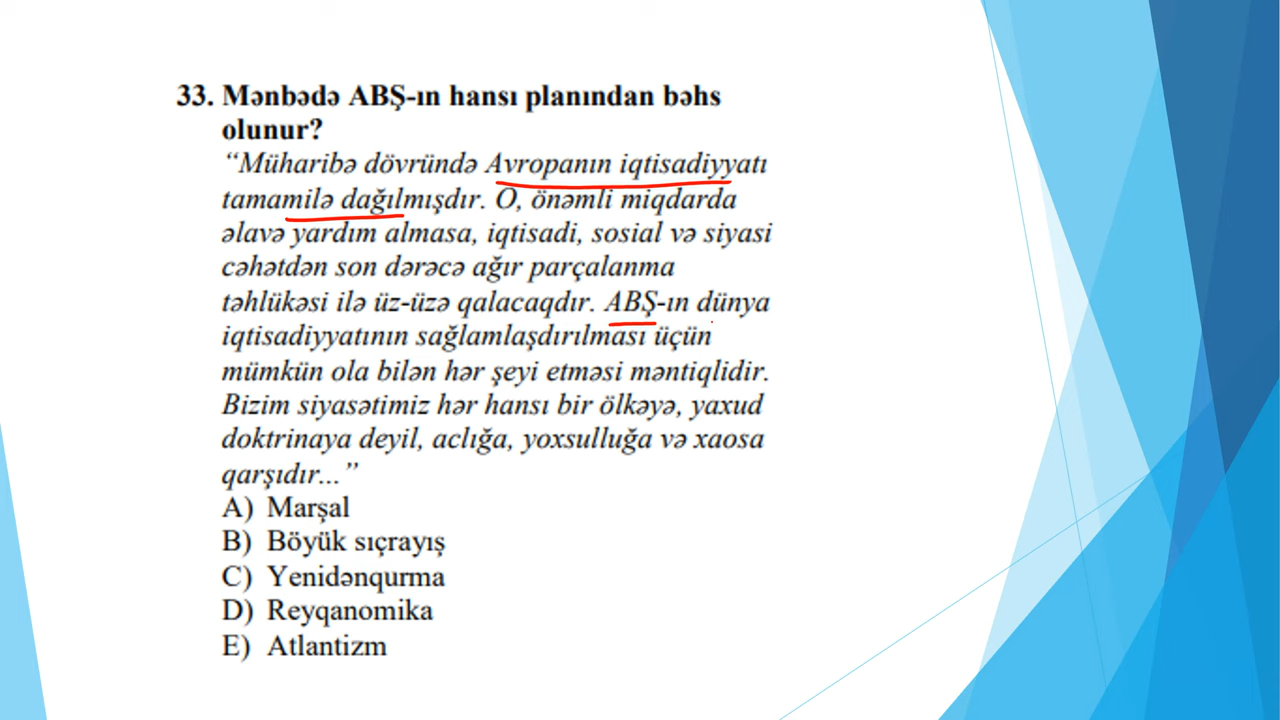 33. Mənbədə ABŞ-ın hansı planından bəhs
olunur?
“Müharibə dövründə Avropanın iqtisadiyyatı
tamamilə dağılmışdır. O, önəmli miqdarda
əlavə yardım almasa, iqtisadi, sosial və siyasi
cəhətdən son dərəcə ağır parçalanma
təhlükəsi ilə üz-üzə qalacaqdır. ABŞ-ın dünya
iqtisadiyyatının sağlamlaşdırılması üçün
mümkün ola bilən hər şeyi etməsi məntiqlidir.
Bizim siyasətimiz hər hansı bir ölkəyə, yaxud
doktrinaya deyil, aclığa, yoxsulluğa və xaosa
qarşıdır...”
A) Marşal
B) Böyük sıçrayış
C) Yenidənqurma
D) Reyqanomika
E) Atlantizm